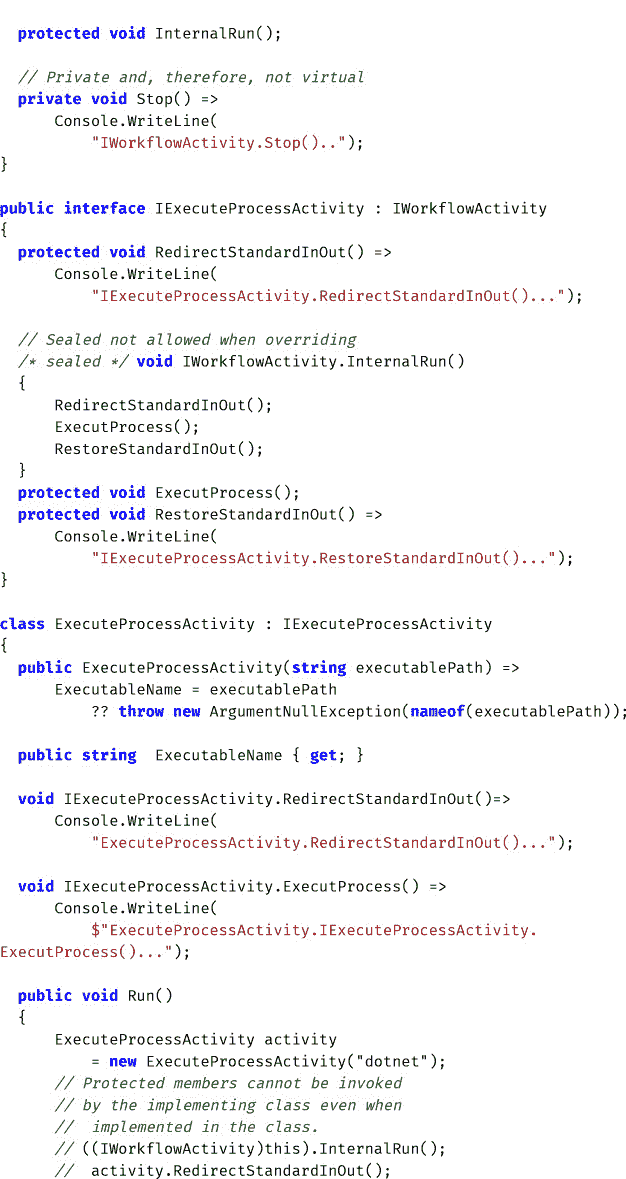 protected void InternalRun();

  // Private and, therefore, not virtual
  private void Stop() =>
      Console.WriteLine(
          "IWorkflowActivity.Stop()..");
}

public interface IExecuteProcessActivity : IWorkflowActivity
{
  protected void RedirectStandardInOut() =>
      Console.WriteLine(
          "IExecuteProcessActivity.RedirectStandardInOut()...");

  // Sealed not allowed when overriding
  /* sealed */ void IWorkflowActivity.InternalRun()
  {
      RedirectStandardInOut();
      ExecutProcess();
      RestoreStandardInOut();
  }
  protected void ExecutProcess();
  protected void RestoreStandardInOut() =>
      Console.WriteLine(
          "IExecuteProcessActivity.RestoreStandardInOut()...");
}

class ExecuteProcessActivity : IExecuteProcessActivity
{
  public ExecuteProcessActivity(string executablePath) =>
      ExecutableName = executablePath
          ?? throw new ArgumentNullException(nameof(executablePath));

  public string  ExecutableName { get; }

  void IExecuteProcessActivity.RedirectStandardInOut()=>
      Console.WriteLine(
          "ExecuteProcessActivity.RedirectStandardInOut()...");

  void IExecuteProcessActivity.ExecutProcess() =>
      Console.WriteLine(
          $"ExecuteProcessActivity.IExecuteProcessActivity.
ExecutProcess()...");

  public void Run()
  {
      ExecuteProcessActivity activity
          = new ExecuteProcessActivity("dotnet");
      // Protected members cannot be invoked
      // by the implementing class even when
      //  implemented in the class.
      // ((IWorkflowActivity)this).InternalRun();
      //  activity.RedirectStandardInOut();